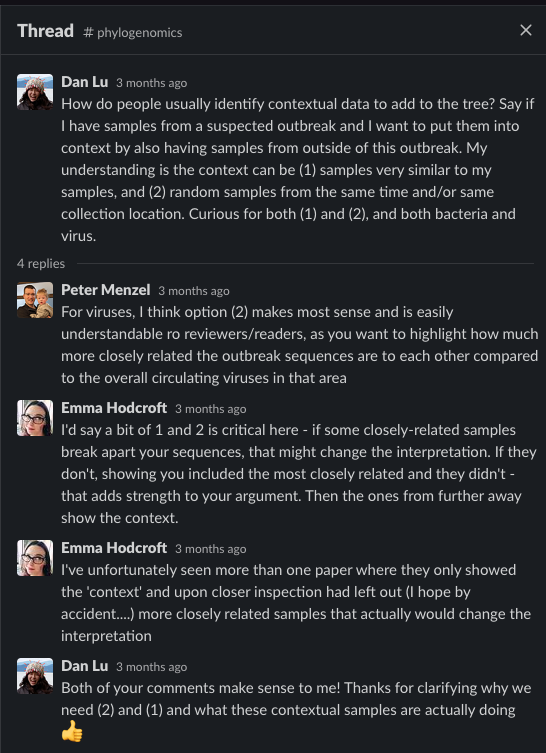 Thread # phylogenomics
Dan Lu 3 months ago
How do people usually identify contextual data to add to the tree? Say if
I have samples from a suspected outbreak and I want to put them into
context by also having samples from outside of this outbreak. My
understanding is the context can be (1) samples very similar to my
samples, and (2) random samples from the same time and/or same
collection location. Curious for both (1) and (2), and both bacteria and
virus.
4 replies
Peter Menzel 3 months ago
For viruses, I think option (2) makes most sense and is easily
understandable ro reviewers/readers, as you want to highlight how much
more closely related the outbreak sequences are to each other compared
to the overall circulating viruses in that area
Emma Hodcroft 3 months ago
I'd say a bit of 1 and 2 is critical here - if some closely-related samples
break apart your sequences, that might change the interpretation. If they
don't, showing you included the most closely related and they didn't -
that adds strength to your argument. Then the ones from further away
show the context.
Emma Hodcroft 3 months ago
I've unfortunately seen more than one paper where they only showed
the 'context' and upon closer inspection had left out (I hope by
accident....) more closely related samples that actually would change the
interpretation
Dan Lu 3 months ago
Both of your comments make sense to me! Thanks for clarifying why we
need (2) and (1) and what these contextual samples are actually doing
👍